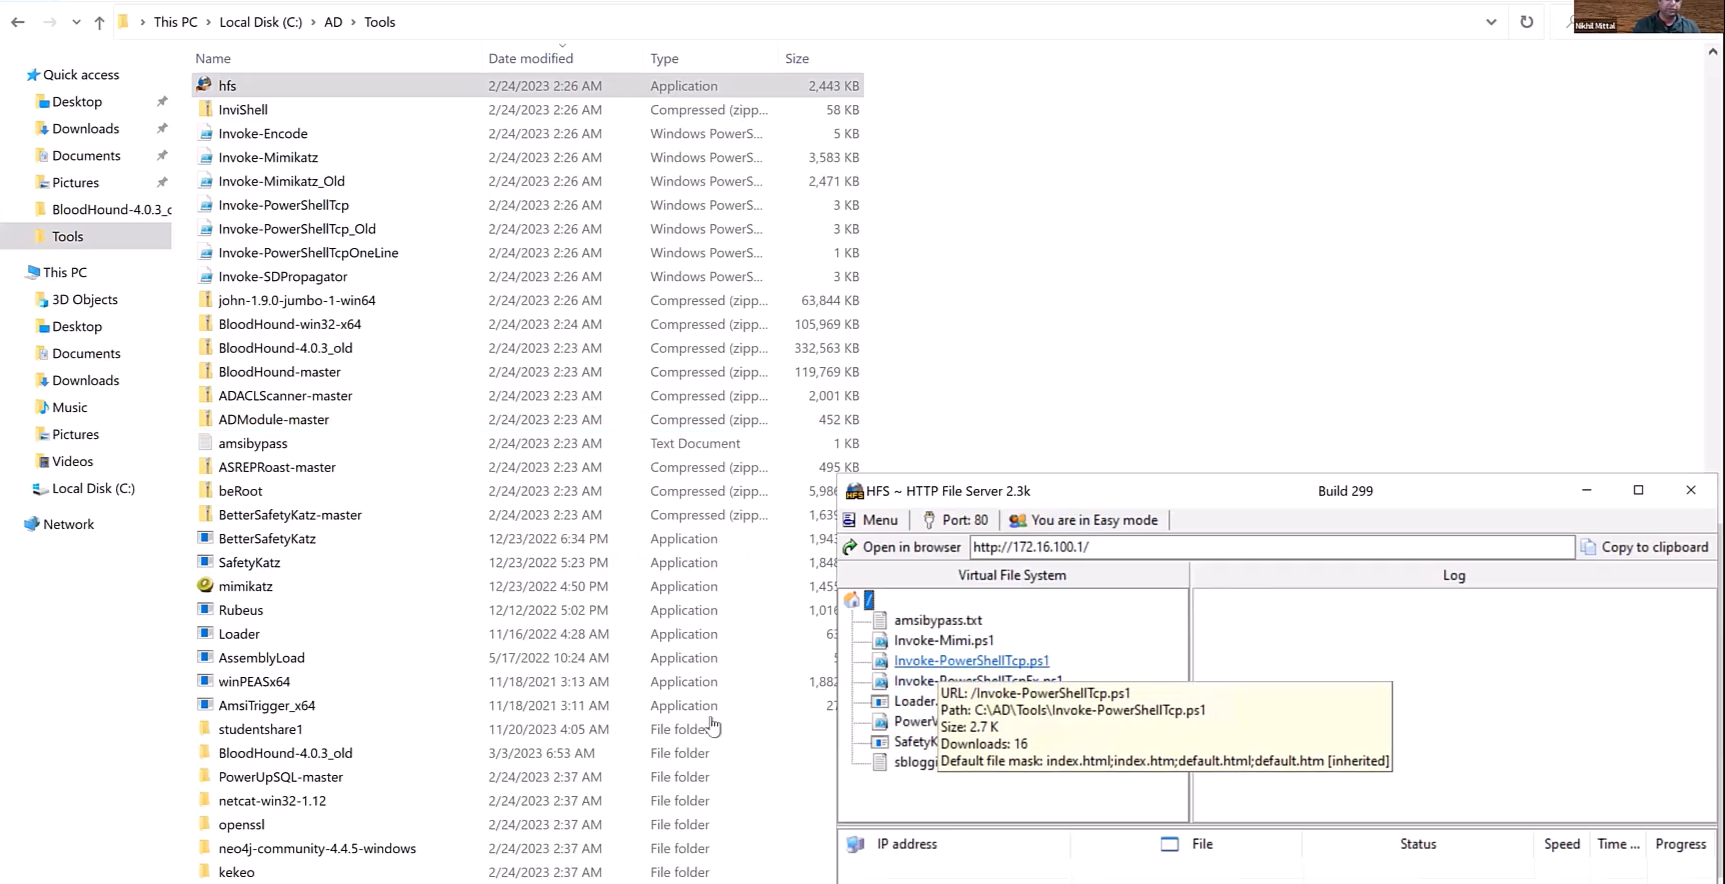 This PC > Local Disk (C:) > AD > Tools
Nikhil Mittal
Name Date modified Type Size
Quick access
Desktop
Downloads
Documents
Pictures
BloodHound-4.0.3_
Tools
This PC
3D Objects
Desktop
Documents
Downloads
Music
Pictures
Videos
Local Disk (C:)
Network
hfs 2/24/2023 2:26 AM Application 2,443 KB
InviShell 2/24/2023 2:26 AM Compressed (zipp... 58 KB
Invoke-Encode 2/24/2023 2:26 AM Windows PowerS... 5 KB
Invoke-Mimikatz 2/24/2023 2:26 AM Windows PowerS... 3,583 KB
Invoke-Mimikatz_Old 2/24/2023 2:26 AM Windows PowerS... 2,471 KB
Invoke-PowerShellTcp 2/24/2023 2:26 AM Windows PowerS... 3 KB
Invoke-PowerShellTcp_Old 2/24/2023 2:26 AM Windows PowerS... 3 KB
Invoke-PowerShellTcpOneLine 2/24/2023 2:26 AM Windows PowerS... 1 KB
Invoke-SDPropagator 2/24/2023 2:26 AM Windows PowerS... 3 KB
john-1.9.0-jumbo-1-win64 2/24/2023 2:26 AM Compressed (zipp... 63,844 KB
BloodHound-win32-x64 2/24/2023 2:24 AM Compressed (zipp... 105,969 KB
BloodHound-4.0.3_old 2/24/2023 2:23 AM Compressed (zipp... 332,563 KB
BloodHound-master 2/24/2023 2:23 AM Compressed (zipp... 119,769 KB
ADACLScanner-master 2/24/2023 2:23 AM Compressed (zipp... 2,001 KB
ADModule-master 2/24/2023 2:23 AM Compressed (zipp... 452 KB
amsibypass 2/24/2023 2:23 AM Text Document 1 KB
ASREPRoast-master 2/24/2023 2:23 AM Compressed (zipp... 495 KB
beRoot 2/24/2023 2:23 AM Compressed (zipp... 5,986
BetterSafetyKatz-master 2/24/2023 2:23 AM Compressed (zipp... 1,639
BetterSafetyKatz 12/23/2022 6:34 PM Application 1,943
SafetyKatz 12/23/2022 5:23 PM Application 1,848
mimikatz 12/23/2022 4:50 PM Application 1,455
Rubeus 12/12/2022 5:02 PM Application 1,016
Loader 11/16/2022 4:28 AM Application 63
AssemblyLoad 5/17/2022 10:24 AM Application 5
winPEASx64 11/18/2021 3:13 AM Application 1,882
AmsiTrigger_x64 11/18/2021 3:11 AM Application 27
studentshare1 11/20/2023 4:05 AM File folder
BloodHound-4.0.3_old 3/3/2023 6:53 AM File folder
PowerUpSQL-master 2/24/2023 2:37 AM File folder
netcat-win32-1.12 2/24/2023 2:37 AM File folder
openssl 2/24/2023 2:37 AM File folder
neo4j-community-4.4.5-windows 2/24/2023 2:37 AM File folder
kekeo 2/24/2023 2:37 AM File folder
HFS ~ HTTP File Server 2.3k Build 299
Menu Port: 80 You are in Easy mode
Open in browser http://172.16.100.1/ Copy to clipboard
Virtual File System Log
/
amsibypass.txt
Invoke-Mimi.ps1
Invoke-PowerShellTcp.ps1
Invoke-PowerShellTcpEx.ps1
Loader.
Power
SafetyK
sbloggi
URL: /Invoke-PowerShellTcp.ps1
Path: C:\AD\Tools\Invoke-PowerShellTcp.ps1
Size: 2.7 K
Downloads: 16
Default file mask: index.html;index.htm;default.html;default.htm [inherited]
IP address File Status Speed Time ... Progress